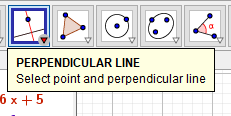 α
PERPENDICULAR LINE
Select point and perpendicular line
6 x + 5